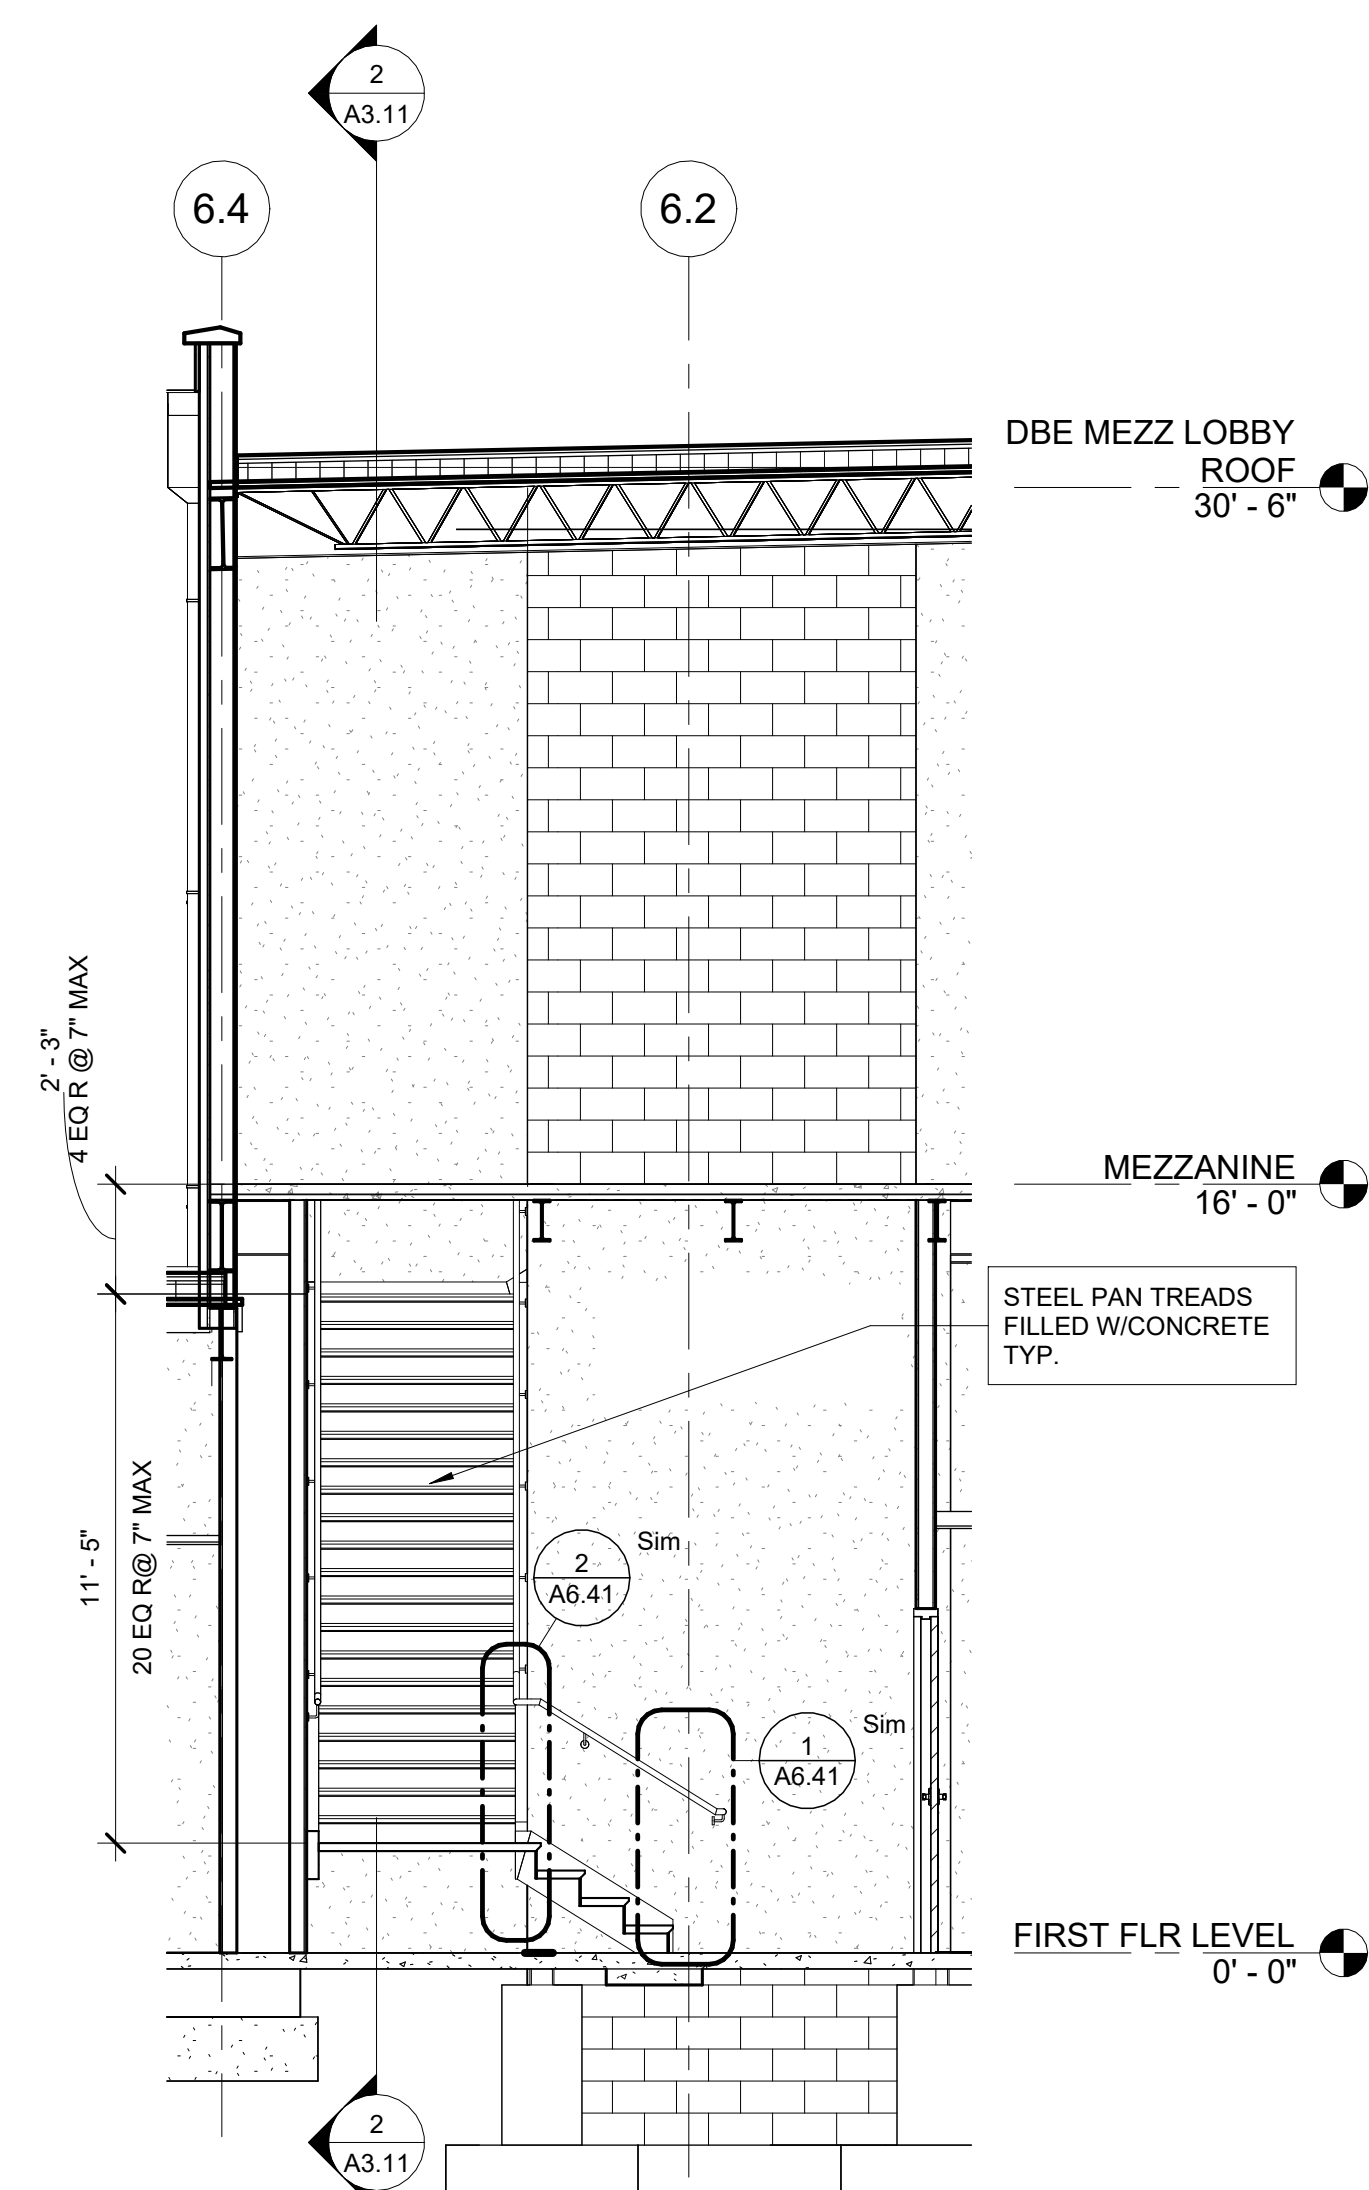 2
A3.11
6.4
6.2
DBE MEZZ LOBBY
ROOF
30' - 6"
2' - 3"
4 EQ R @ 7" MAX
MEZZANINE
16' - 0"
STEEL PAN TREADS
FILLED W/CONCRETE
TYP.
11' - 5"
20 EQ R@ 7" MAX
2
A6.41
Sim
1
A6.41
Sim
FIRST FLR LEVEL
0' - 0"
2
A3.11